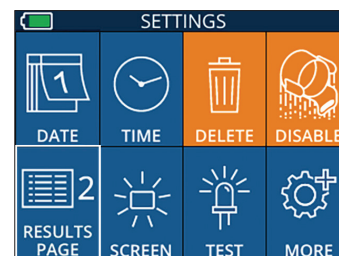 SETTINGS
1
DATE TIME DELETE DISABLE
2
RESULTS
PAGE SCREEN TEST MORE